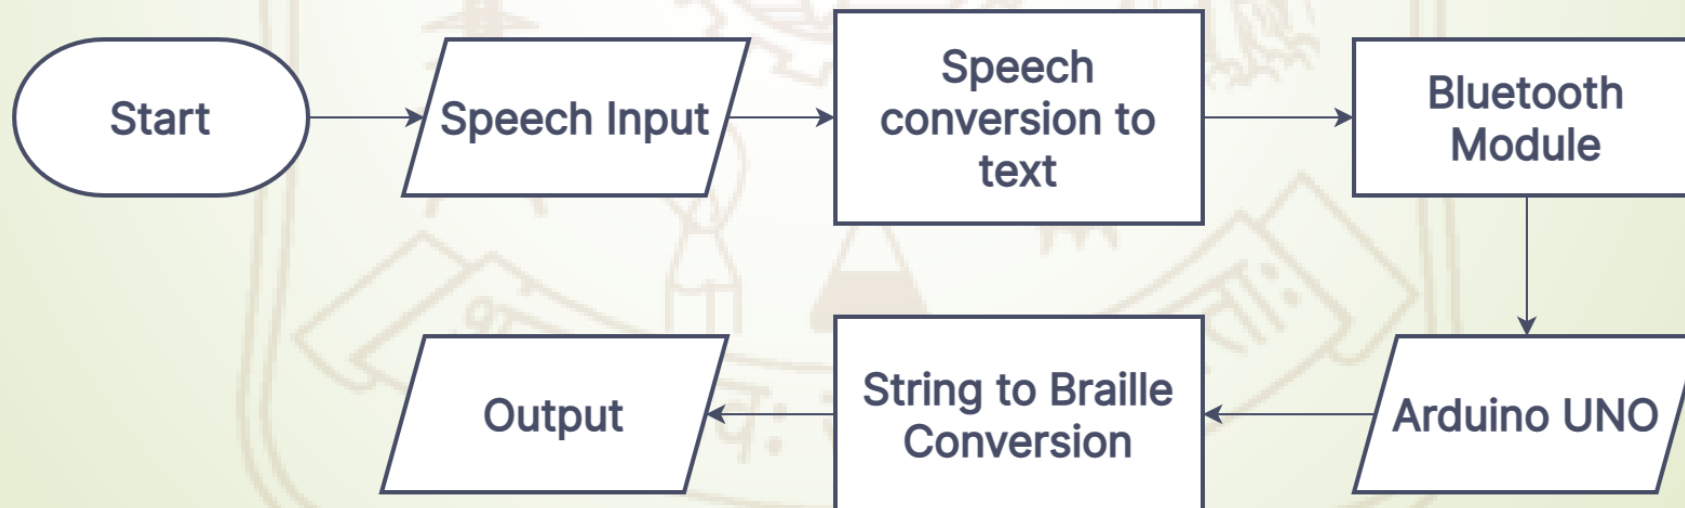 Start
Speech Input
Speech
conversion to
text
Bluetooth
Module
Arduino UNO
String to Braille
Conversion
Output